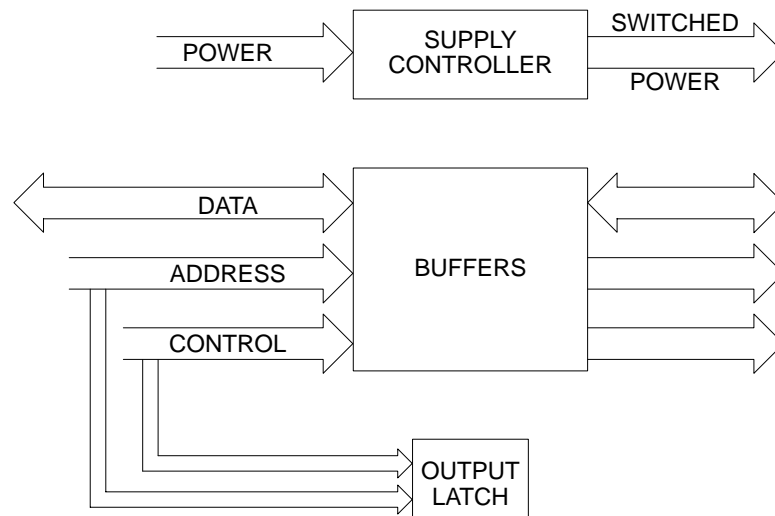 SWITCHED
POWER
SUPPLY
CONTROLLER
POWER
DATA
ADDRESS
BUFFERS
CONTROL
OUTPUT
LATCH